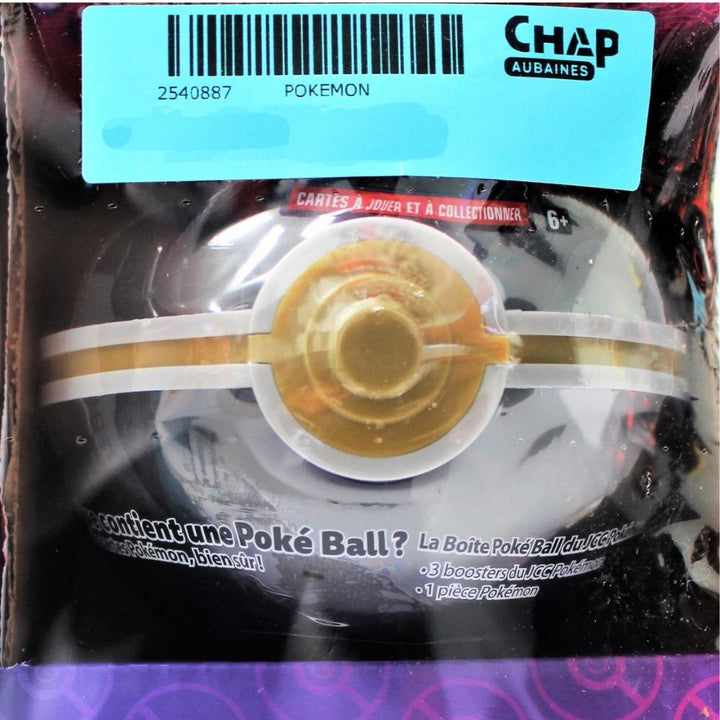 CHAP
AUBAINES
2540887 POKEMON
CARTES À JOUER ET À COLLECTIONNER 6+
contient une Poké Ball?
Pokémon, bien sûr!
La Boîte Poké Ball du JCC
• 3 boosters du JCC Pokémon
• 1 pièce Pokémon